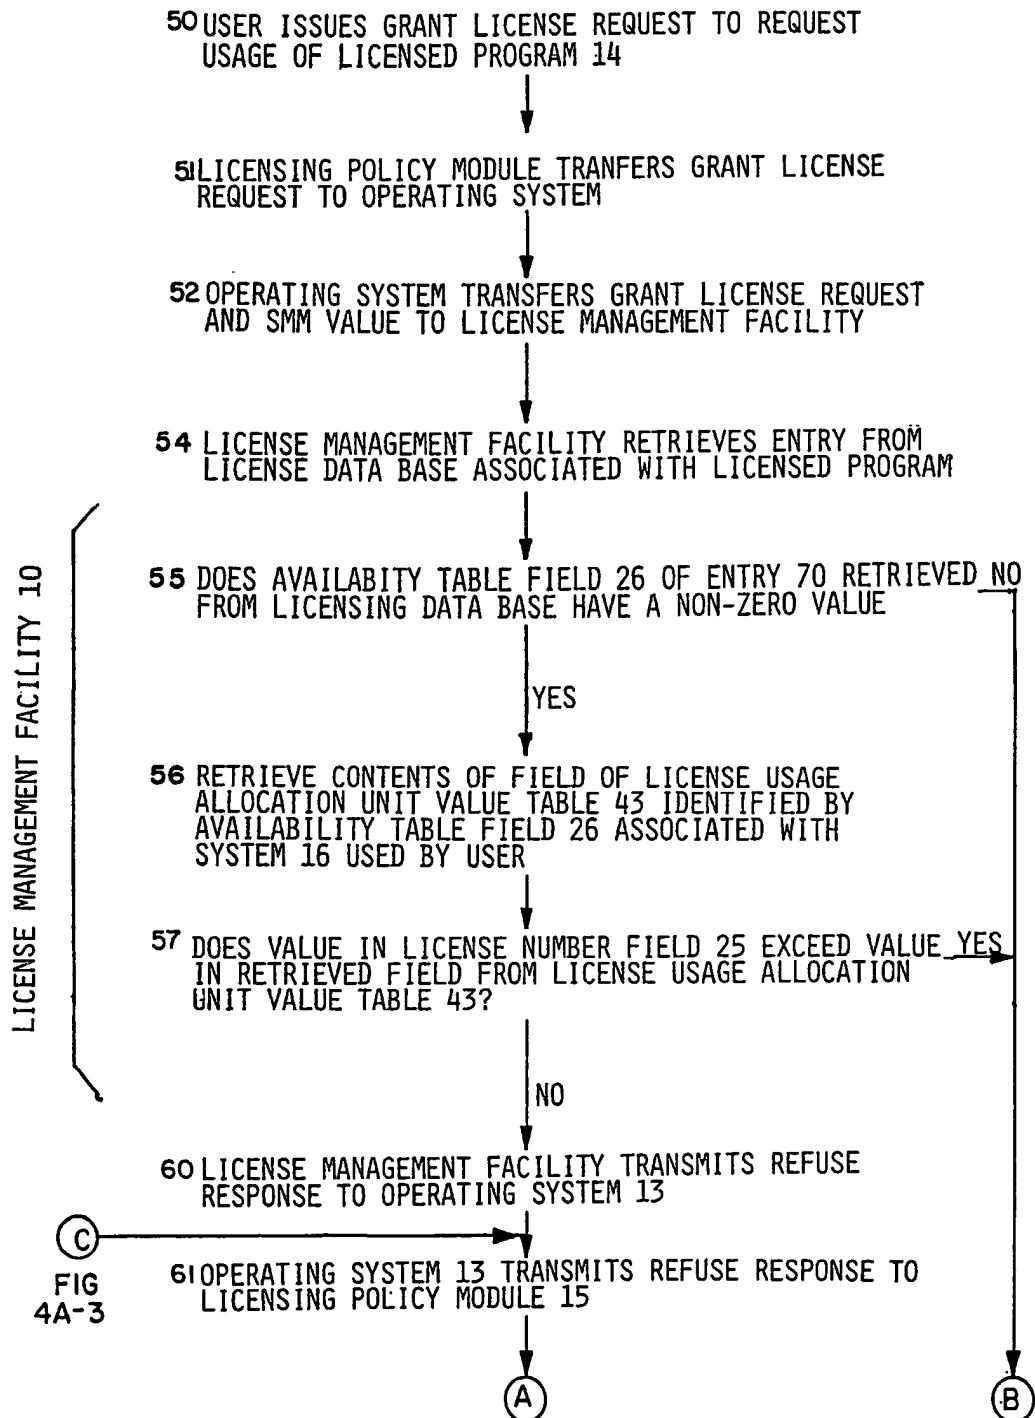 50 USER ISSUES GRANT LICENSE REQUEST TO REQUEST
USAGE OF LICENSED PROGRAM 14
51 LICENSING POLICY MODULE TRANFERS GRANT LICENSE
REQUEST TO OPERATING SYSTEM
52 OPERATING SYSTEM TRANSFERS GRANT LICENSE REQUEST
AND SMM VALUE TO LICENSE MANAGEMENT FACILITY
54 LICENSE MANAGEMENT FACILITY RETRIEVES ENTRY FROM
LICENSE DATA BASE ASSOCIATED WITH LICENSED PROGRAM
LICENSE MANAGEMENT FACILITY 10
55 DOES AVAILABITY TABLE FIELD 26 OF ENTRY 70 RETRIEVED NO
FROM LICENSING DATA BASE HAVE A NON-ZERO VALUE
YES
56 RETRIEVE CONTENTS OF FIELD OF LICENSE USAGE
ALLOCATION UNIT VALUE TABLE 43 IDENTIFIED BY
AVAILABILITY TABLE FIELD 26 ASSOCIATED WITH
SYSTEM 16 USED BY USER
57 DOES VALUE IN LICENSE NUMBER FIELD 25 EXCEED VALUE YES
IN RETRIEVED FIELD FROM LICENSE USAGE ALLOCATION
UNIT VALUE TABLE 43?
NO
60 LICENSE MANAGEMENT FACILITY TRANSMITS REFUSE
RESPONSE TO OPERATING SYSTEM 13
C
FIG
4A-3
61 OPERATING SYSTEM 13 TRANSMITS REFUSE RESPONSE TO
LICENSING POLICY MODULE 15
A
B